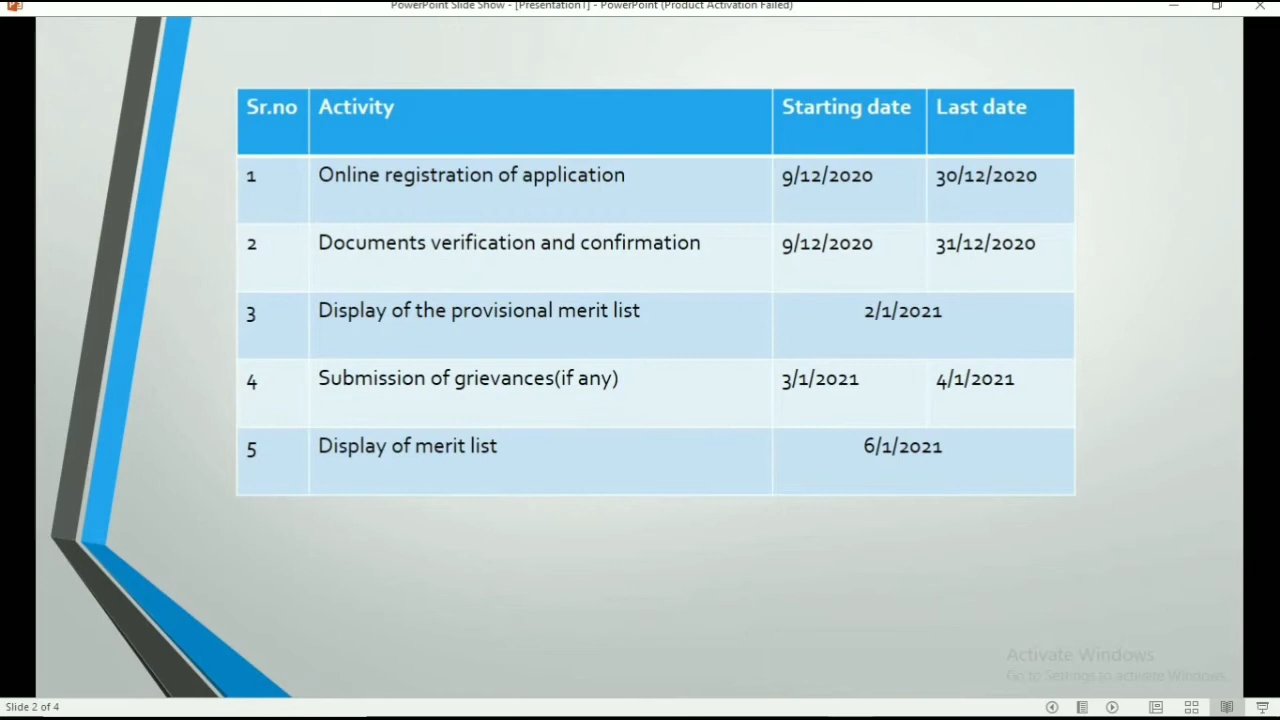 PowerPoint Slide Show - [Presentation1] - PowerPoint (Product Activation Failed)
Sr.no Activity Starting date Last date
1 Online registration of application 9/12/2020 30/12/2020
2 Documents verification and confirmation 9/12/2020 31/12/2020
3 Display of the provisional merit list 2/1/2021
4 Submission of grievances(if any) 3/1/2021 4/1/2021
5 Display of merit list 6/1/2021
Activate Windows
Go to Settings to activate Windows.
Slide 2 of 4